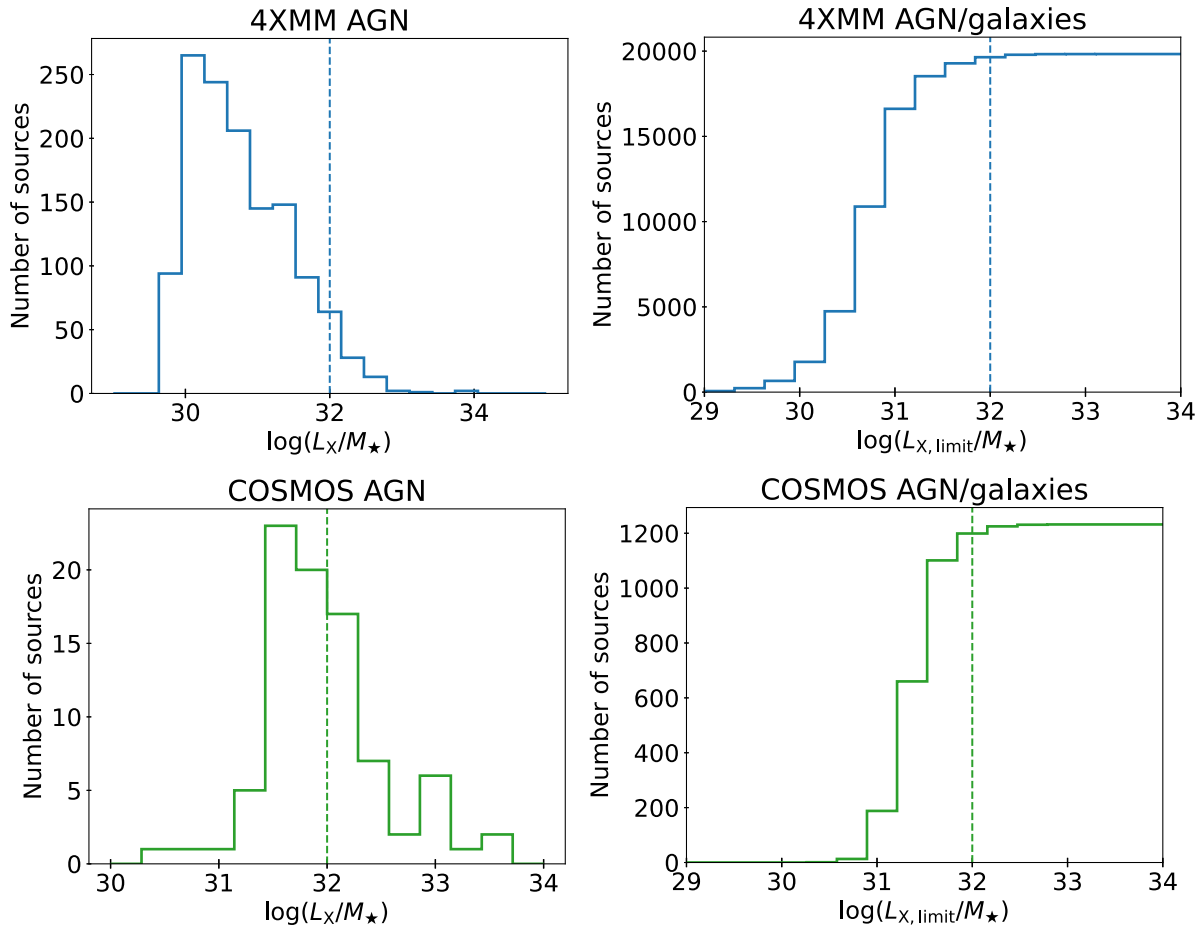 4XMM AGN
Number of sources
250
200
150
100
50
0
30 32 34
log(L_X/M_★)
4XMM AGN/galaxies
Number of sources
20000
15000
10000
5000
0
29 30 31 32 33 34
log(L_X, limit/M_★)
COSMOS AGN
Number of sources
20
15
10
5
0
30 31 32 33 34
log(L_X/M_★)
COSMOS AGN/galaxies
Number of sources
1200
1000
800
600
400
200
0
29 30 31 32 33 34
log(L_X, limit/M_★)